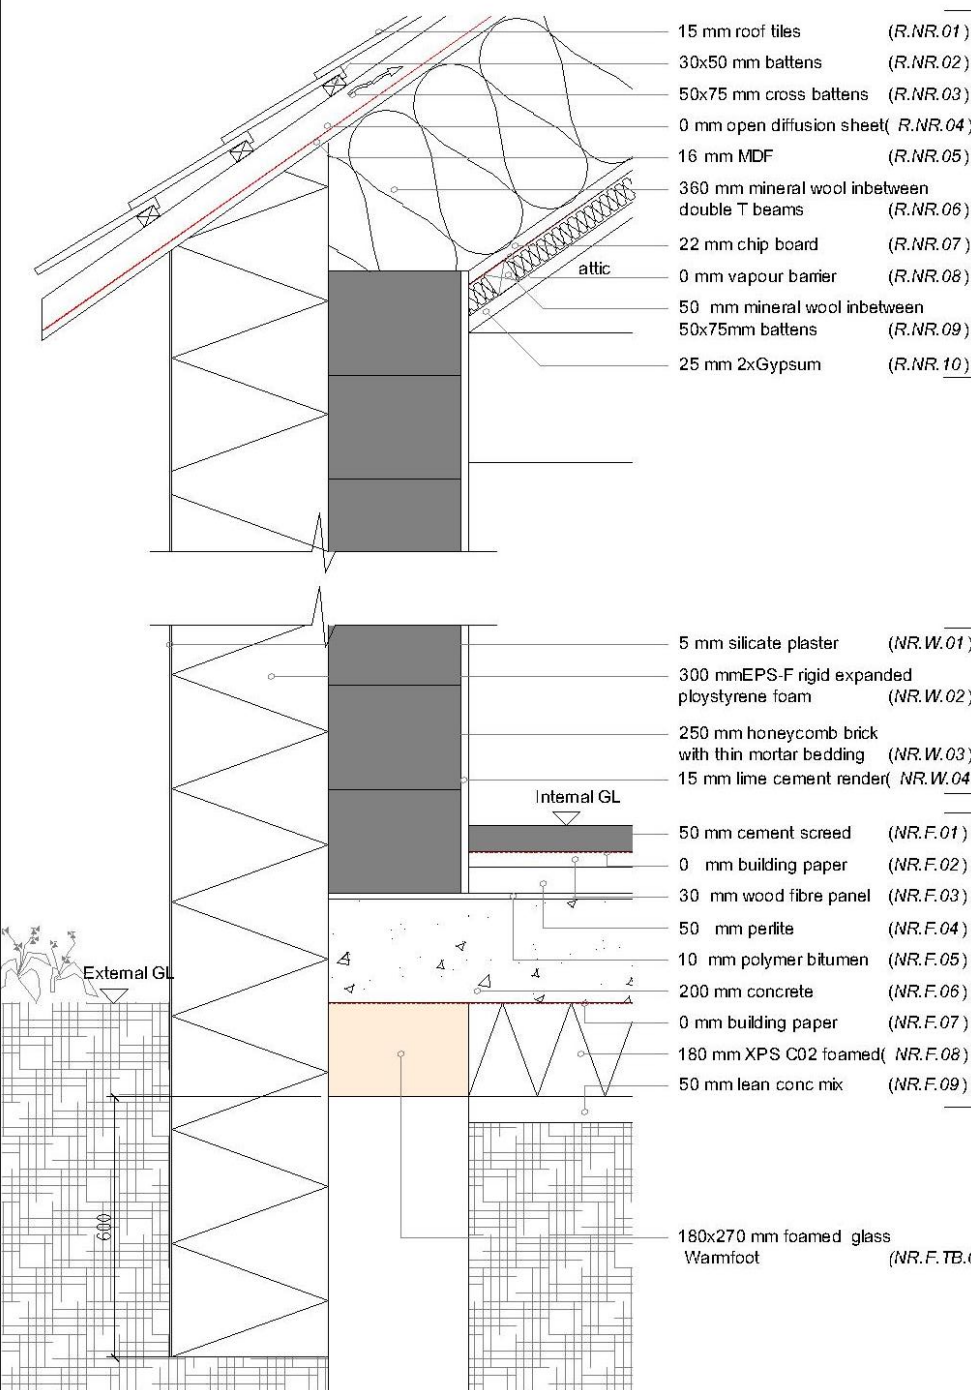 15 mm roof tiles (R.NR.01)
30x50 mm battens (R.NR.02)
50x75 mm cross battens (R.NR.03)
0 mm open diffusion sheet( R.NR.04)
16 mm MDF (R.NR.05)
360 mm mineral wool inbetween
double T beams (R.NR.06)
22 mm chip board (R.NR.07)
attic
0 mm vapour barrier (R.NR.08)
50 mm mineral wool inbetween
50x75mm battens (R.NR.09)
25 mm 2xGypsum (R.NR.10)
5 mm silicate plaster (NR.W.01)
300 mmEPS-F rigid expanded
ploystyrene foam (NR.W.02)
250 mm honeycomb brick
with thin mortar bedding (NR.W.03)
15 mm lime cement render( NR.W.04
Internal GL
50 mm cement screed (NR.F.01)
0 mm building paper (NR.F.02)
30 mm wood fibre panel (NR.F.03)
50 mm perlite (NR.F.04)
10 mm polymer bitumen (NR.F.05)
External GL
200 mm concrete (NR.F.06)
0 mm building paper (NR.F.07)
180 mm XPS C02 foamed( NR.F.08)
50 mm lean conc mix (NR.F.09)
600
180x270 mm foamed glass
Warmfoot (NR.F.TB.